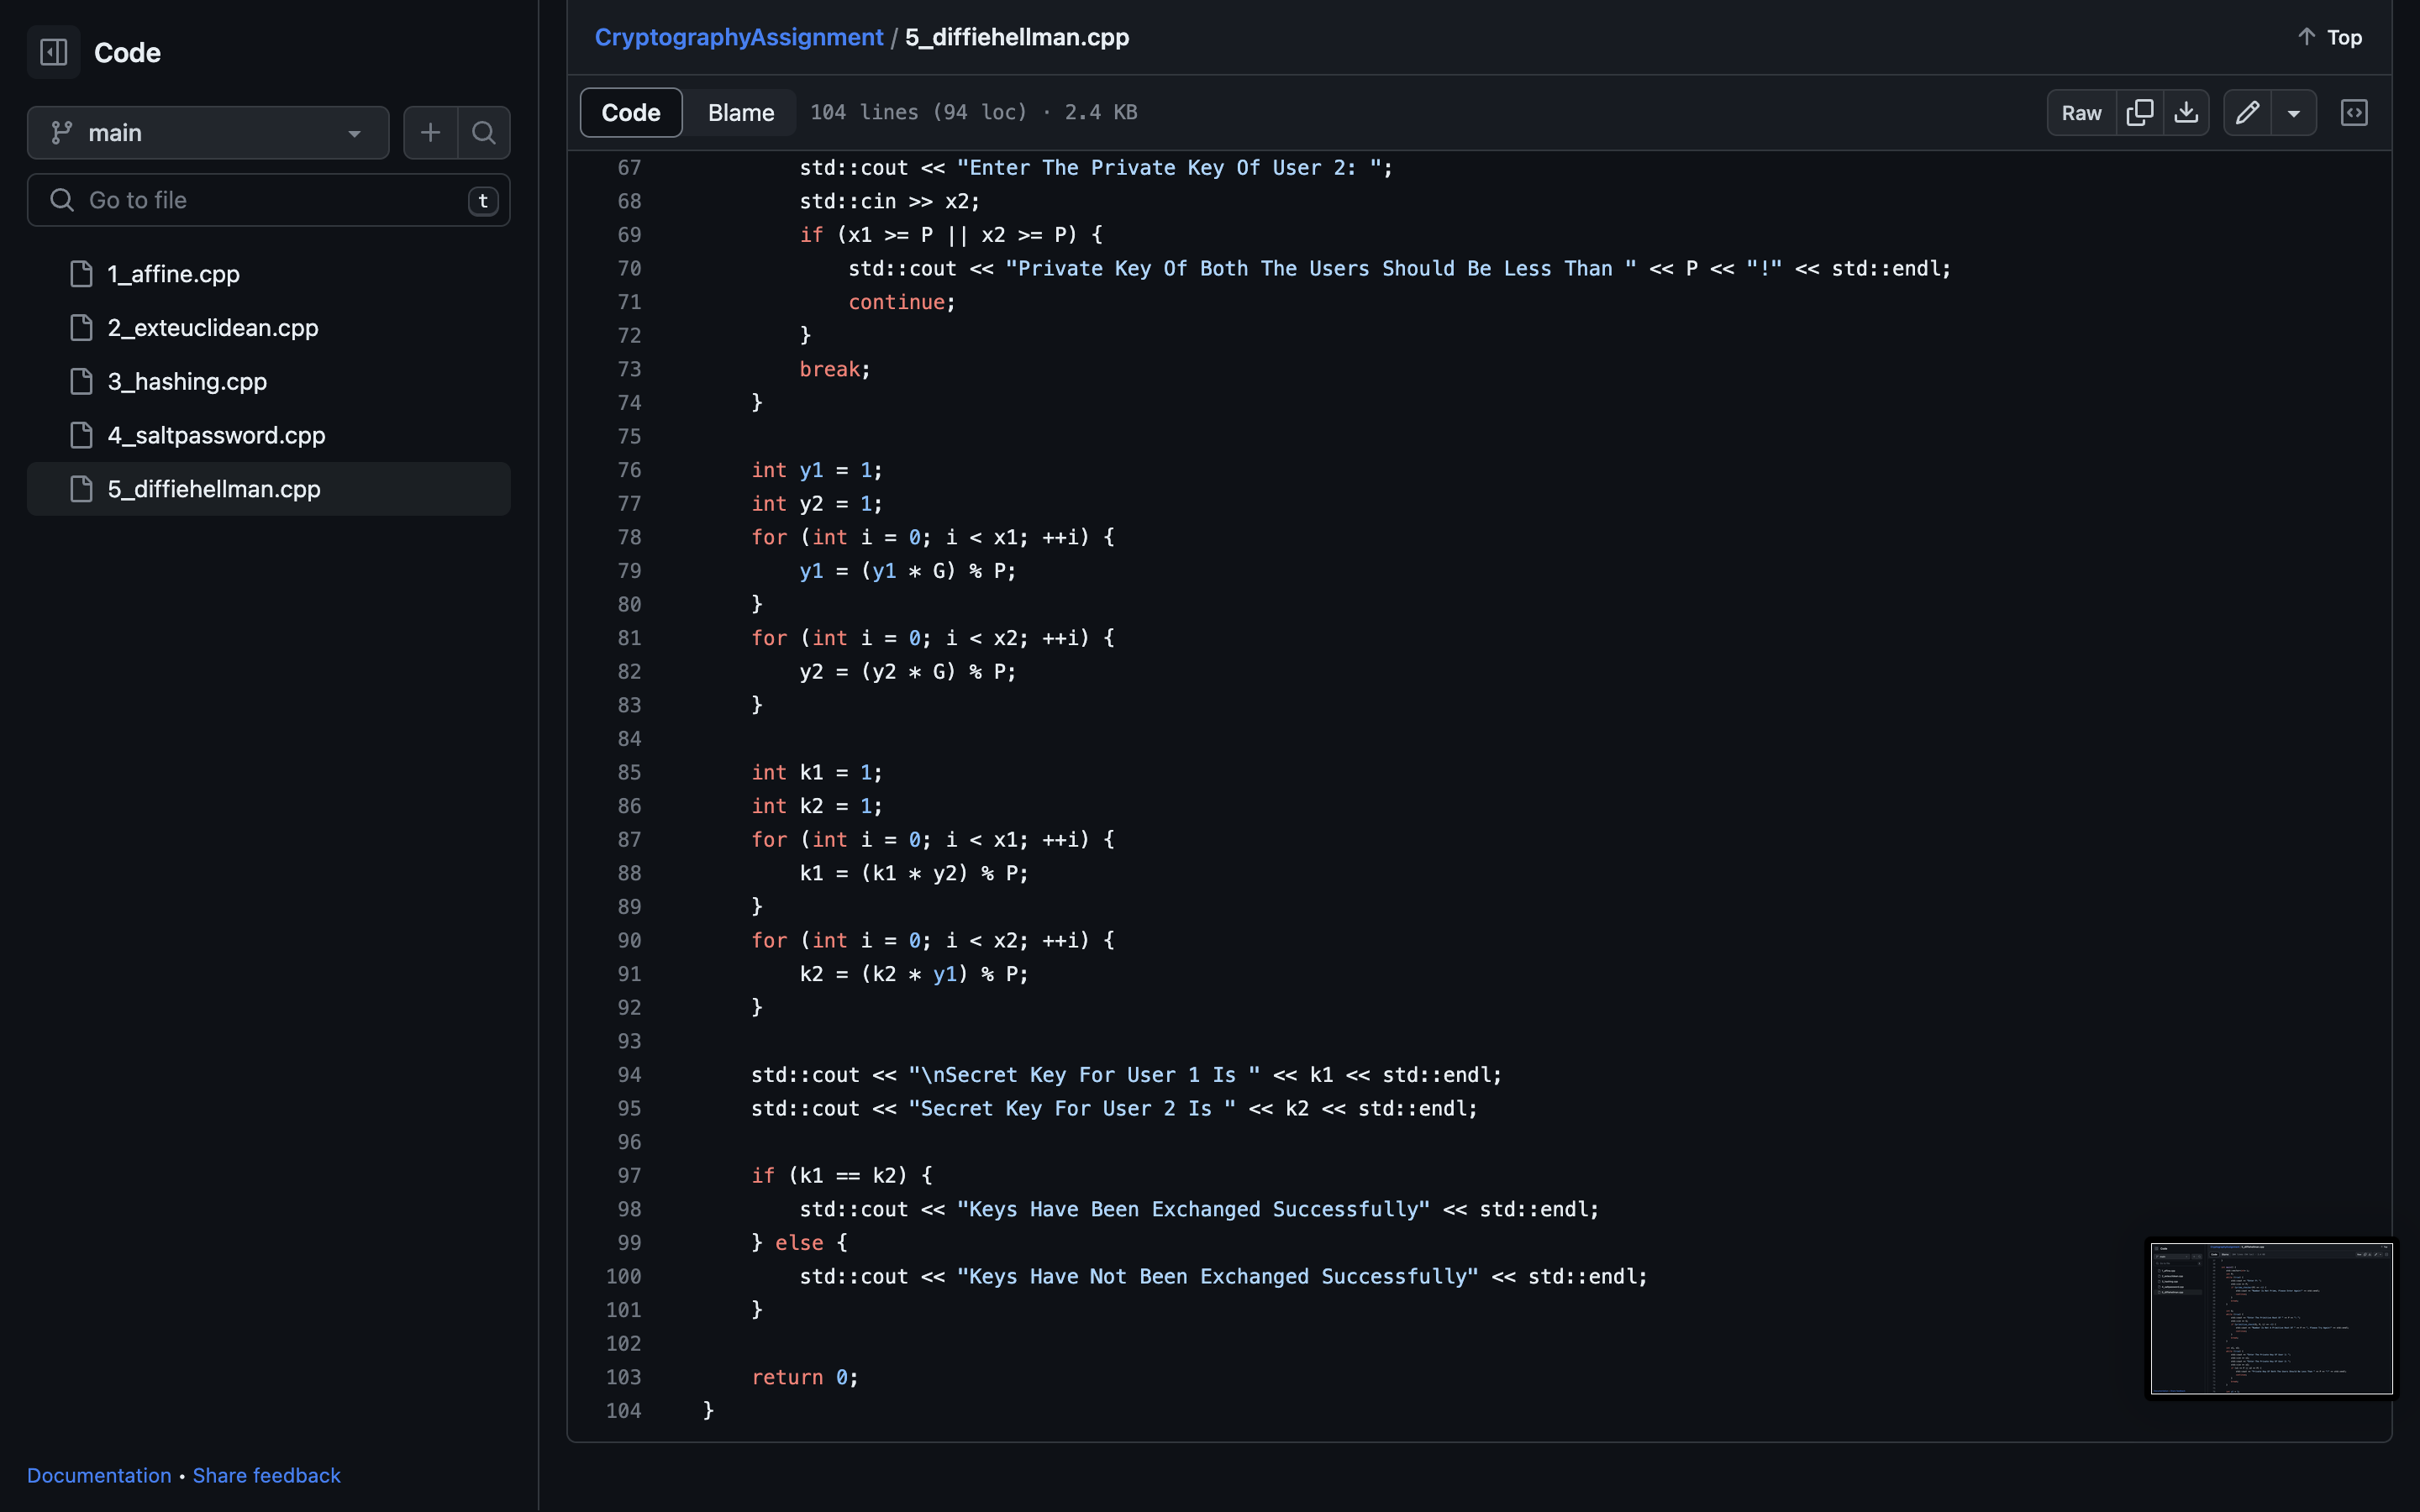 Code
main
Go to file
t
1_affine.cpp
2_exteuclidean.cpp
3_hashing.cpp
4_saltpassword.cpp
5_diffiehellman.cpp
Documentation • Share feedback
CryptographyAssignment / 5_diffiehellman.cpp
Top
Code Blame 104 lines (94 loc) · 2.4 KB
Raw
67 std::cout << "Enter The Private Key Of User 2: ";
68 std::cin >> x2;
69 if (x1 >= P || x2 >= P) {
70 std::cout << "Private Key Of Both The Users Should Be Less Than " << P << "!" << std::endl;
71 continue;
72 }
73 break;
74 }
75
76 int y1 = 1;
77 int y2 = 1;
78 for (int i = 0; i < x1; ++i) {
79 y1 = (y1 * G) % P;
80 }
81 for (int i = 0; i < x2; ++i) {
82 y2 = (y2 * G) % P;
83 }
84
85 int k1 = 1;
86 int k2 = 1;
87 for (int i = 0; i < x1; ++i) {
88 k1 = (k1 * y2) % P;
89 }
90 for (int i = 0; i < x2; ++i) {
91 k2 = (k2 * y1) % P;
92 }
93
94 std::cout << "\nSecret Key For User 1 Is " << k1 << std::endl;
95 std::cout << "Secret Key For User 2 Is " << k2 << std::endl;
96
97 if (k1 == k2) {
98 std::cout << "Keys Have Been Exchanged Successfully" << std::endl;
99 } else {
100 std::cout << "Keys Have Not Been Exchanged Successfully" << std::endl;
101 }
102
103 return 0;
104 }